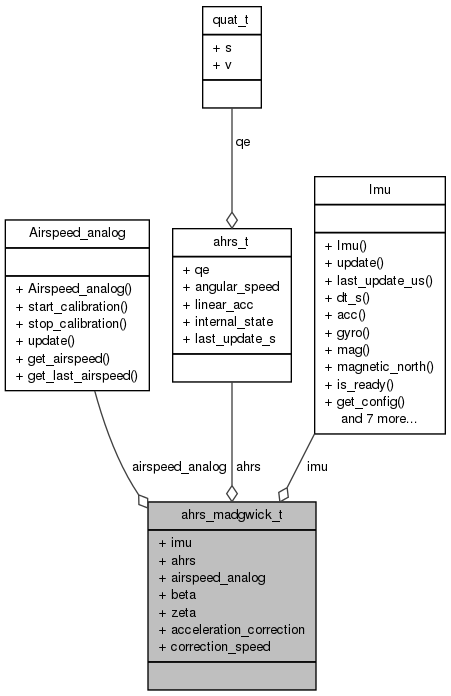 quat_t
+ s
+ v
qe
Airspeed_analog
+ Airspeed_analog()
+ start_calibration()
+ stop_calibration()
+ update()
+ get_airspeed()
+ get_last_airspeed()
ahrs_t
+ qe
+ angular_speed
+ linear_acc
+ internal_state
+ last_update_s
Imu
+ Imu()
+ update()
+ last_update_us()
+ dt_s()
+ acc()
+ gyro()
+ mag()
+ magnetic_north()
+ is_ready()
+ get_config()
and 7 more...
airspeed_analog
ahrs
imu
ahrs_madgwick_t
+ imu
+ ahrs
+ airspeed_analog
+ beta
+ zeta
+ acceleration_correction
+ correction_speed